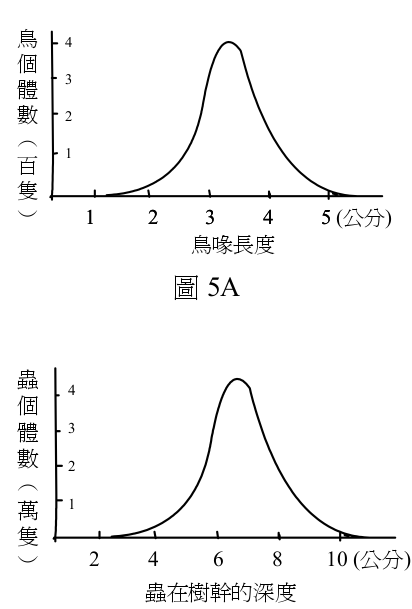 鳥個體數（百隻）
4
3
2
1
1 2 3 4 5 (公分)
鳥喙長度
圖 5A
蟲個體數（萬隻）
4
3
2
1
2 4 6 8 10 (公分)
蟲在樹幹的深度